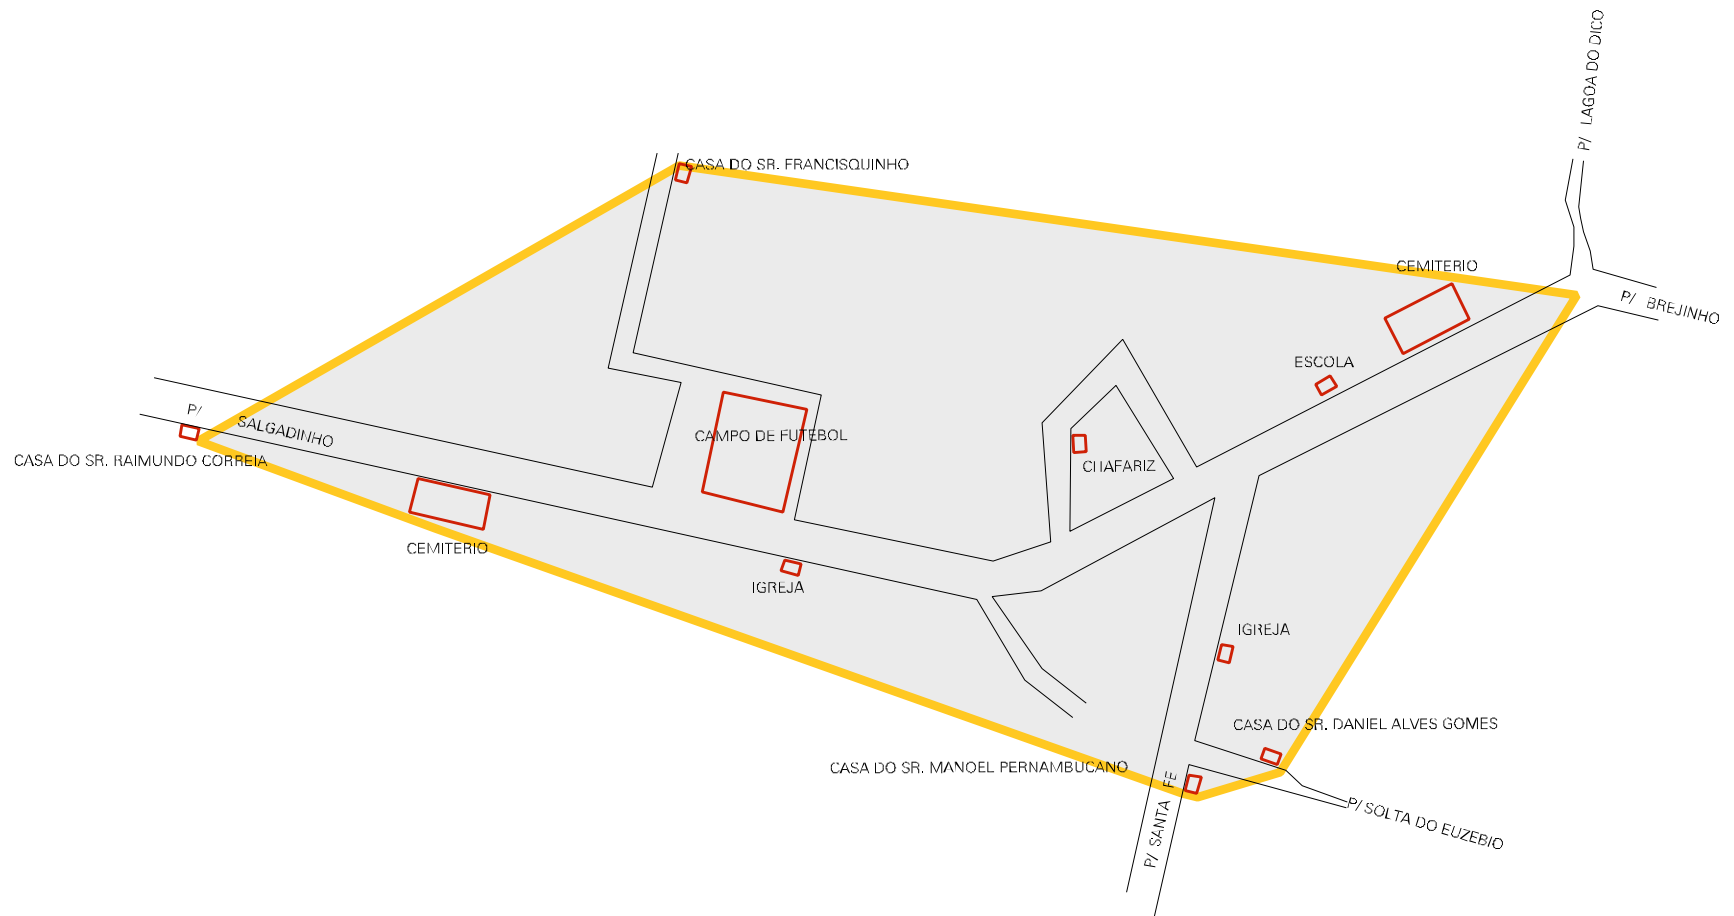 P/ LAGOA DO DICO
CASA DO SR. FRANCISQUINHO
CEMITERIO
P/ BREJINHO
ESCOLA
P/ SALGADINHO
CAMPO DE FUTEBOL
CASA DO SR. RAIMUNDO CORREIA
CHAFARIZ
CEMITERIO
IGREJA
IGREJA
CASA DO SR. DANIEL ALVES GOMES
CASA DO SR. MANOEL PERNAMBUCANO
P/ SANTA FE
P/ SOLTA DO EUZEBIO